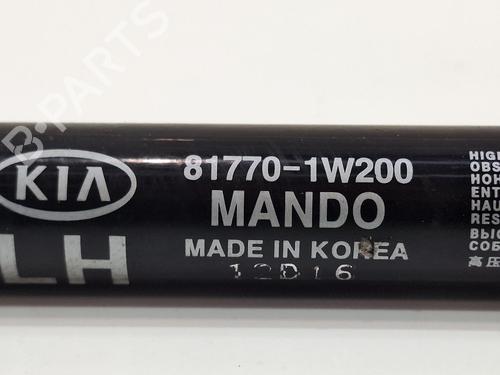 B-PARTS
KIA
LH
81770-1W200
MANDO
MADE IN KOREA
12D16
HIGH
OBS
HOH
ENT
HAU
RES
ВЫС
СОБ
高压